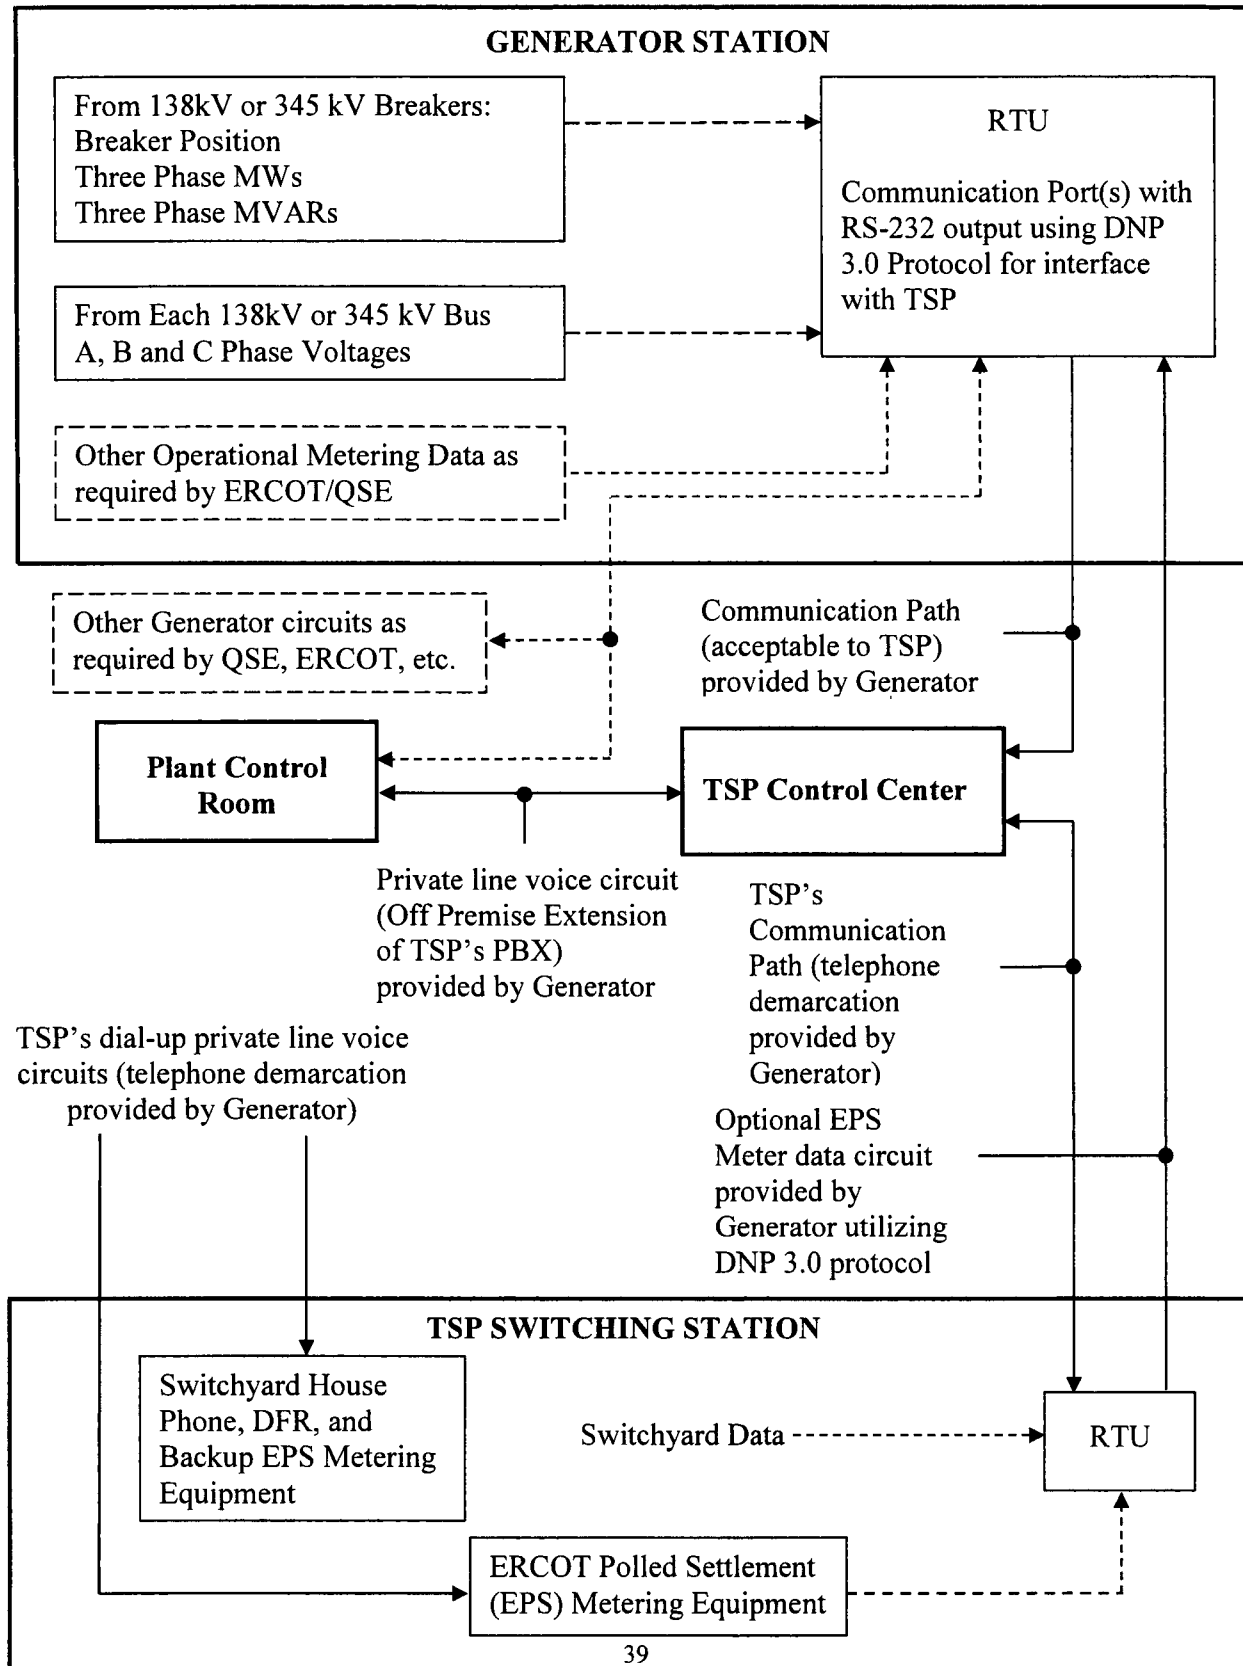 GENERATOR STATION
From 138kV or 345 kV Breakers:
Breaker Position
Three Phase MWs
Three Phase MVARs
RTU
Communication Port(s) with
RS-232 output using DNP
3.0 Protocol for interface
with TSP
From Each 138kV or 345 kV Bus
A, B and C Phase Voltages
Other Operational Metering Data as
required by ERCOT/QSE
Other Generator circuits as
required by QSE, ERCOT, etc.
Communication Path
(acceptable to TSP)
provided by Generator
Plant Control
Room
TSP Control Center
Private line voice circuit
(Off Premise Extension
of TSP's PBX)
provided by Generator
TSP's
Communication
Path (telephone
demarcation
provided by
Generator)
TSP's dial-up private line voice
circuits (telephone demarcation
provided by Generator)
Optional EPS
Meter data circuit
provided by
Generator utilizing
DNP 3.0 protocol
TSP SWITCHING STATION
Switchyard House
Phone, DFR, and
Backup EPS Metering
Equipment
Switchyard Data
RTU
ERCOT Polled Settlement
(EPS) Metering Equipment
39